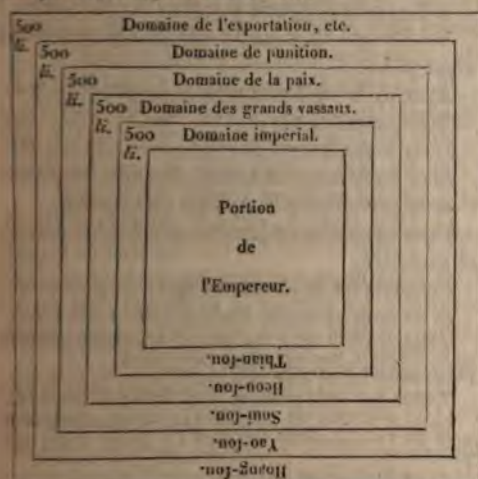 500 Domaine de l'exportation, etc.
li. 500 Domaine de punition.
li. 500 Domaine de la paix.
li. 500 Domaine des grands vassaux.
li. 500 Domaine impérial.
li.
Portion
de
l'Empereur.
Thian-fou.
Heou-fou.
Soui-fou.
Yao-fou.
Hoang-fou.